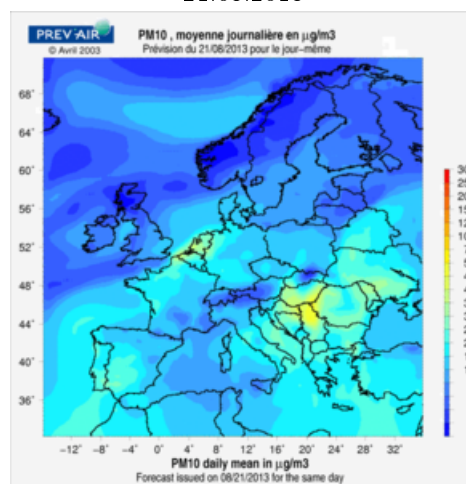 PREV'AIR
© Avril 2003
PM10 , moyenne journalière en µg/m3
Prévision du 21/08/2013 pour le jour-même
68°
64°
60°
56°
52°
48°
44°
40°
36°
−12° −8° −4° 0° 4° 8° 12° 16° 20° 24° 28° 32°
PM10 daily mean in µg/m3
Forecast issued on 08/21/2013 for the same day